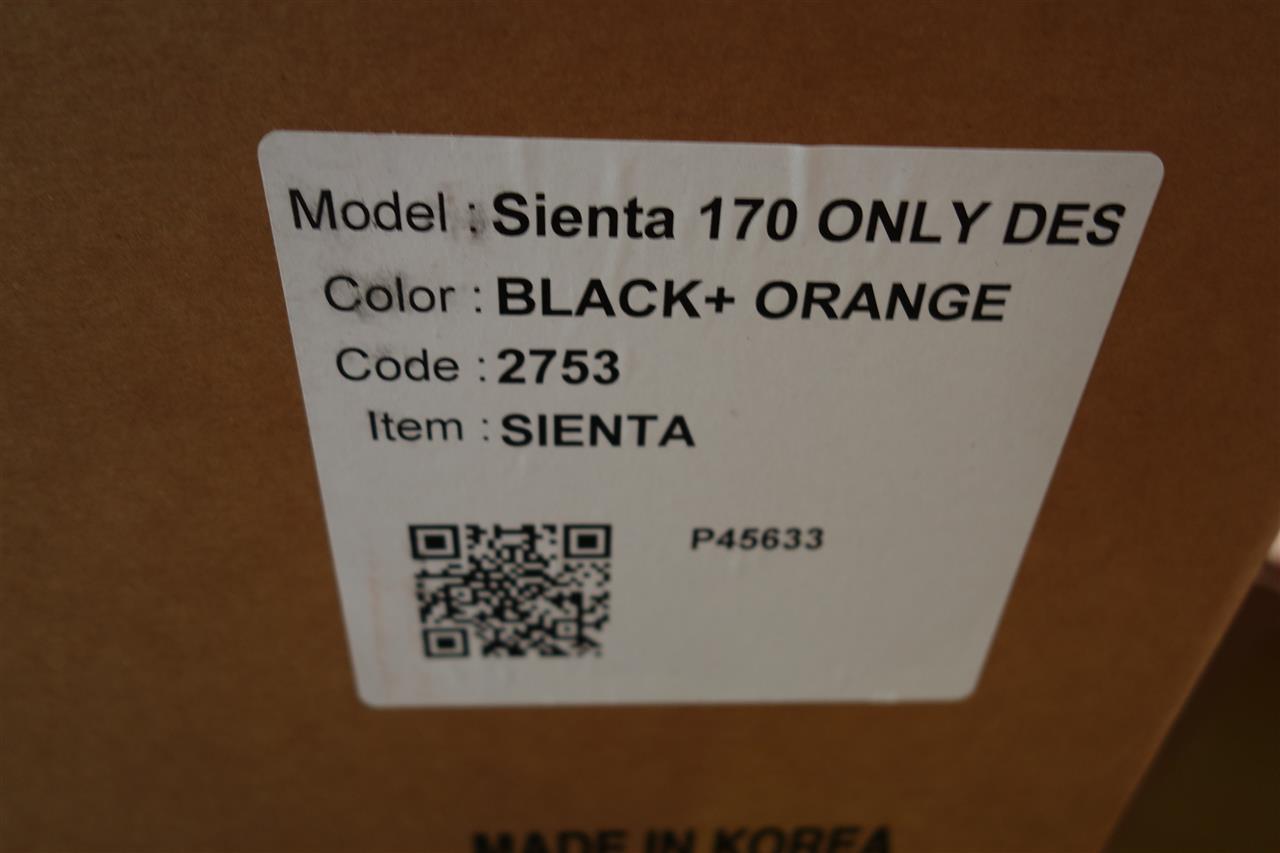 Model : Sienta 170 ONLY DES
Color : BLACK+ ORANGE
Code : 2753
Item : SIENTA
P45633
MADE IN KOREA